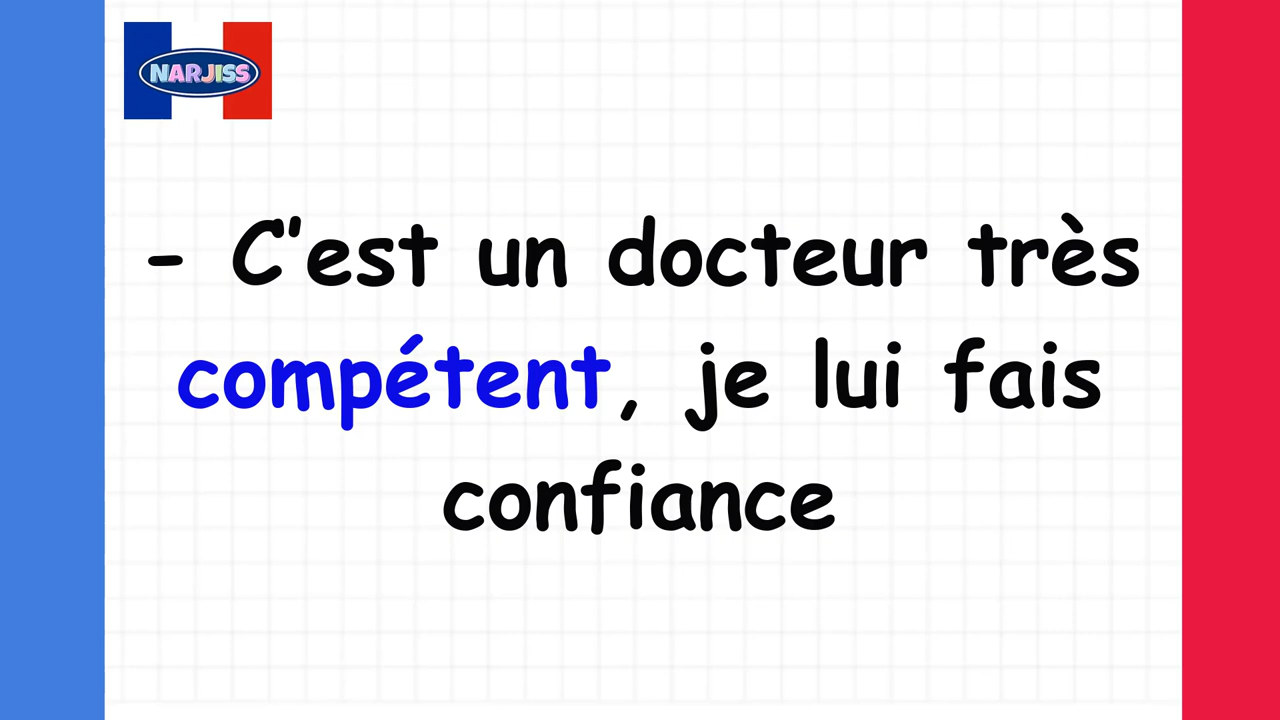 NARJISS
- C'est un docteur très
compétent, je lui fais
confiance